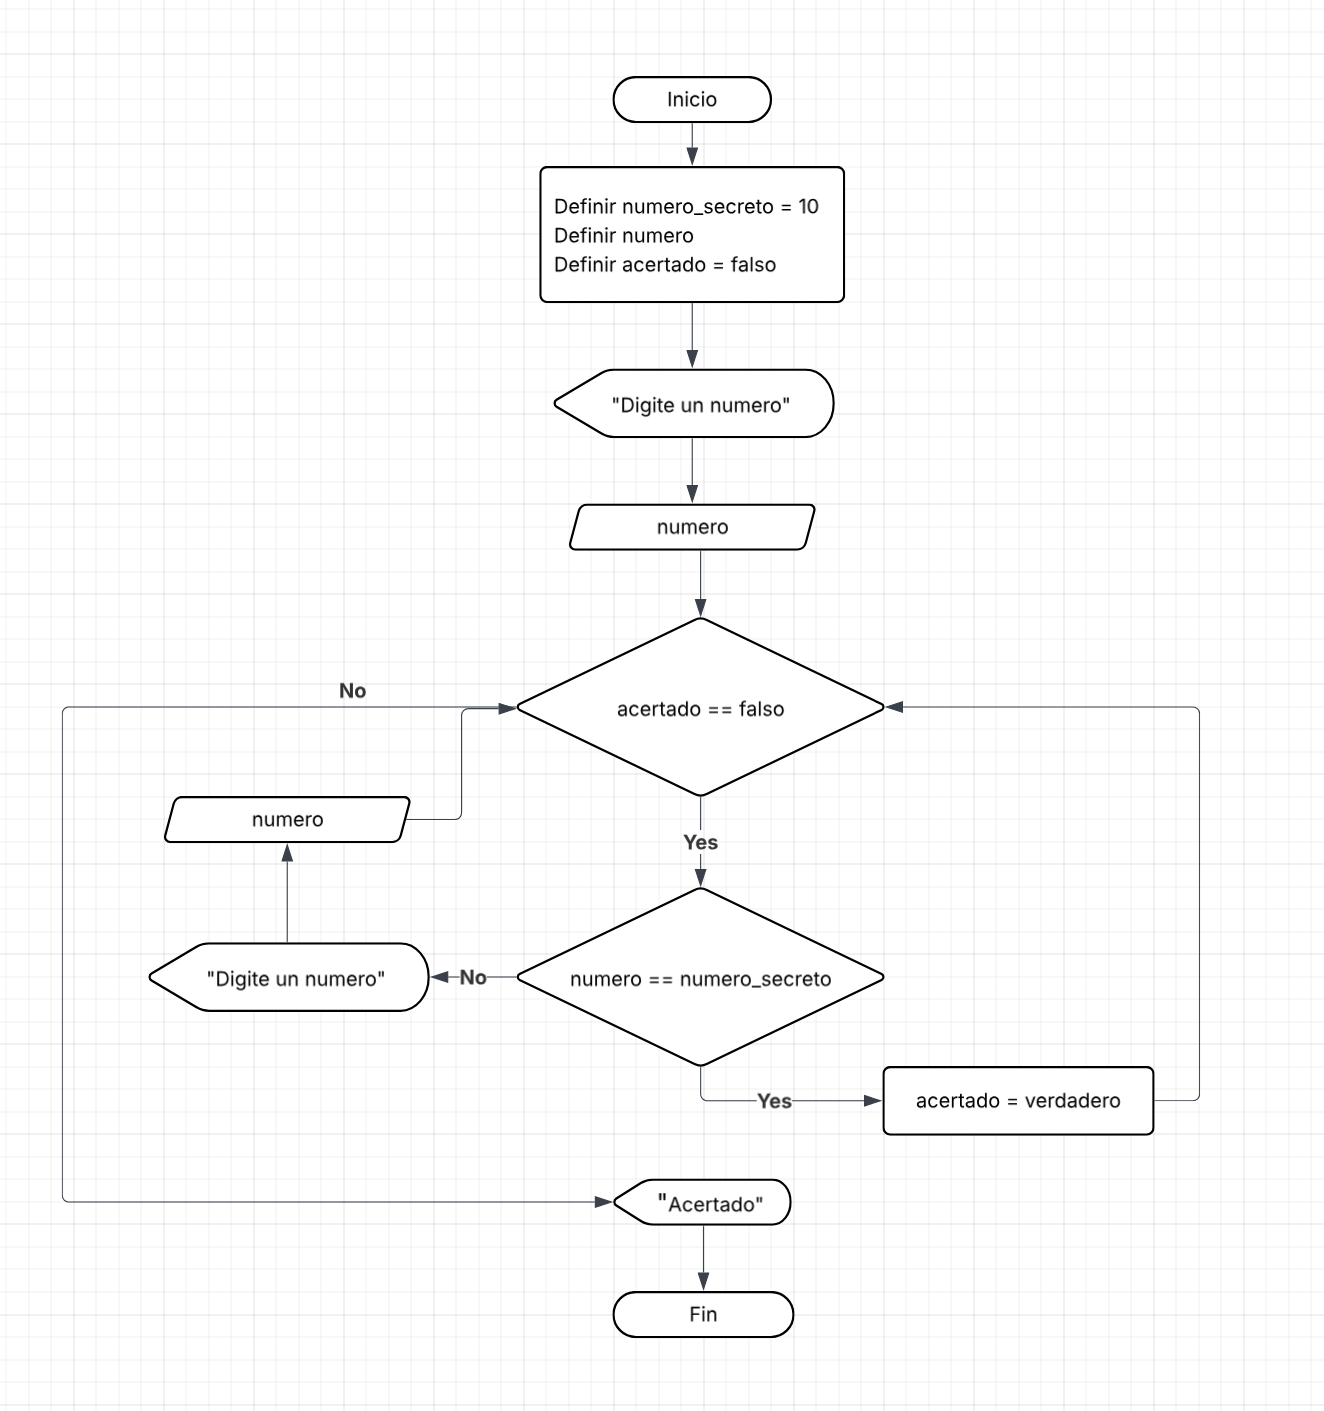 Inicio
Definir numero_secreto = 10
Definir numero
Definir acertado = falso
"Digite un numero"
numero
No
acertado == falso
numero
Yes
"Digite un numero"
No
numero == numero_secreto
Yes
acertado = verdadero
"Acertado"
Fin